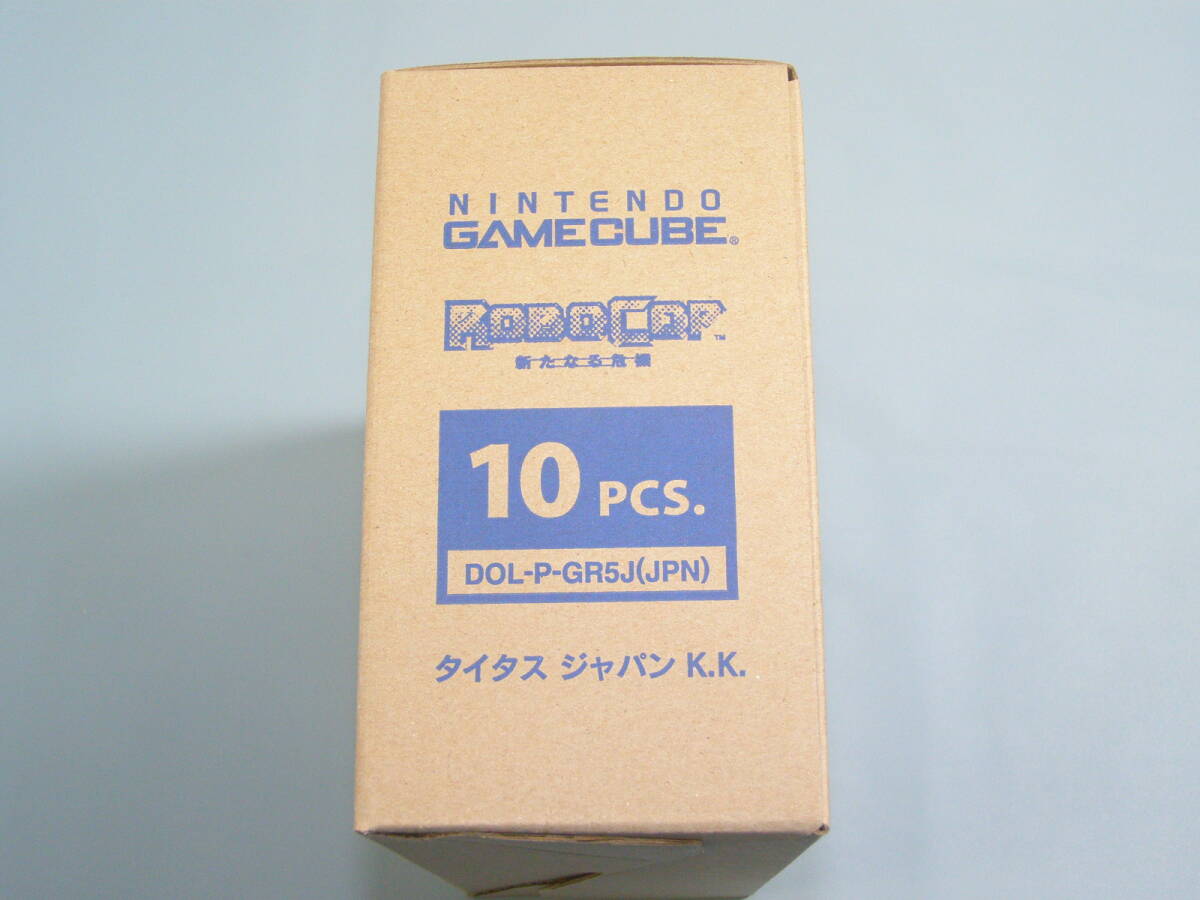 NINTENDO
GAMECUBE®
ROBOCOP™
新たなる危機
10 PCS.
DOL-P-GR5J(JPN)
タイタス ジャパン K.K.